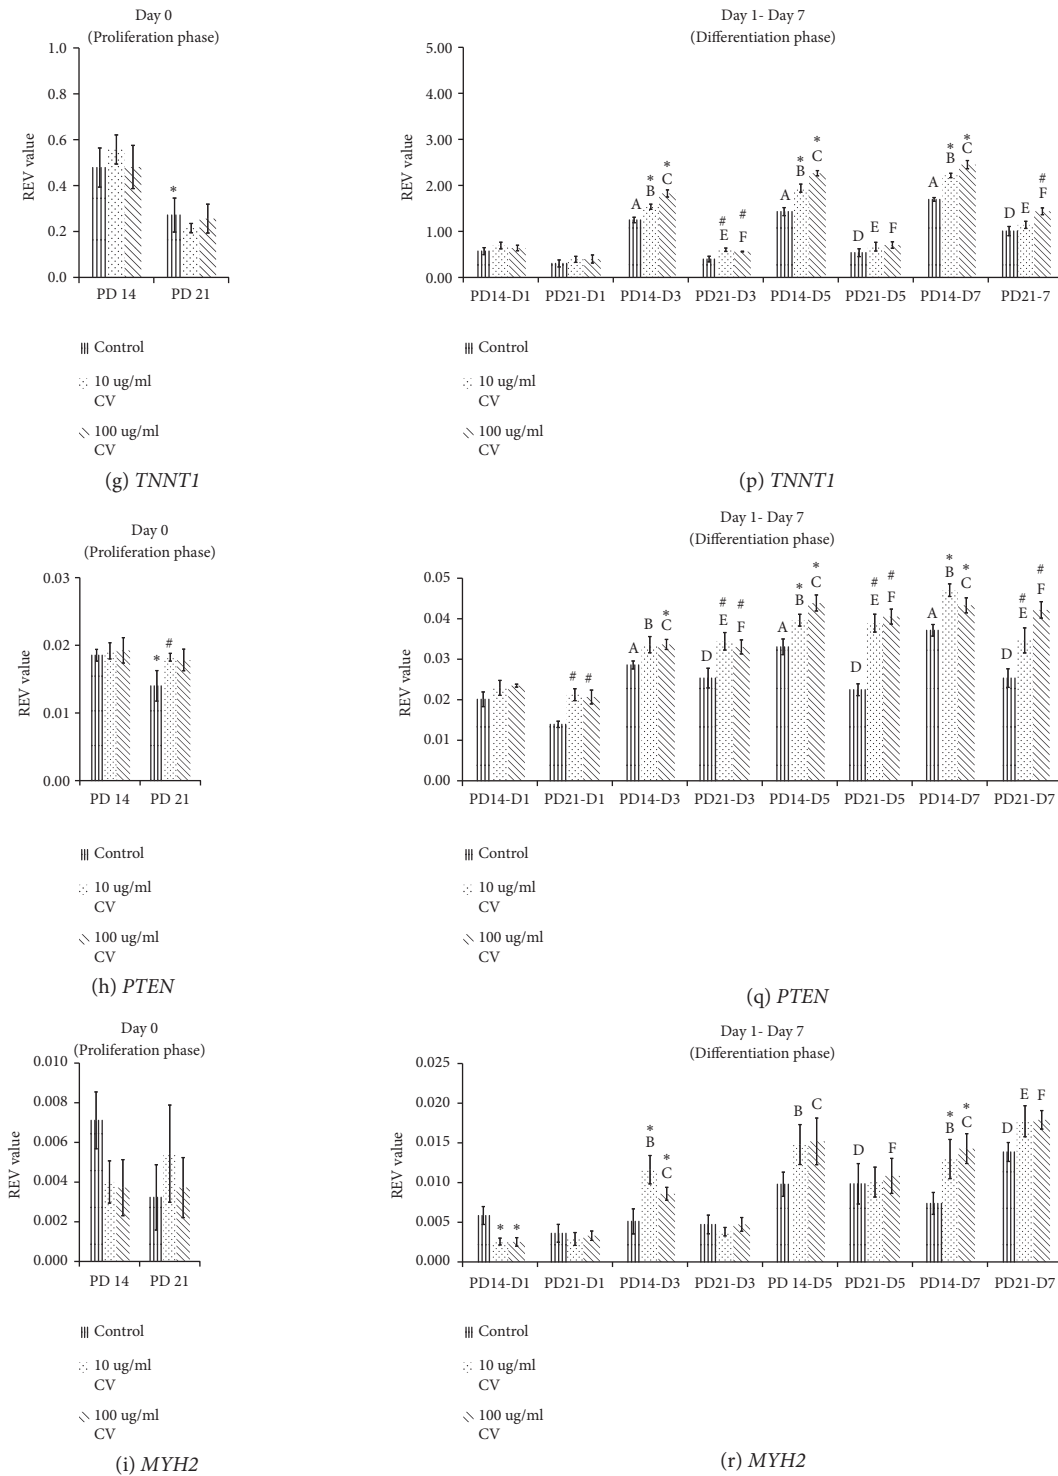 Day 0
(Proliferation phase)
1.0
0.8
0.6
0.4
0.2
0.0
REV value
*
PD 14
PD 21
Control
10 ug/ml
CV
100 ug/ml
CV
(g) TNNT1
Day 1- Day 7
(Differentiation phase)
5.00
4.00
3.00
2.00
1.00
0.00
REV value
A
*
B
*
C
#
E
#
F
A
*
B
*
C
D
E
F
A
*
B
*
C
D
E
#
F
PD14-D1
PD21-D1
PD14-D3
PD21-D3
PD14-D5
PD21-D5
PD14-D7
PD21-7
Control
10 ug/ml
CV
100 ug/ml
CV
(p) TNNT1
Day 0
(Proliferation phase)
0.03
0.02
0.01
0.00
REV value
*
#
PD 14
PD 21
Control
10 ug/ml
CV
100 ug/ml
CV
(h) PTEN
Day 1- Day 7
(Differentiation phase)
0.05
0.04
0.03
0.02
0.01
0.00
REV value
#
#
A
B
*
C
D
#
E
#
F
A
*
B
*
C
D
#
E
#
F
A
*
B
*
C
D
#
E
#
F
PD14-D1
PD21-D1
PD14-D3
PD21-D3
PD14-D5
PD21-D5
PD14-D7
PD21-D7
Control
10 ug/ml
CV
100 ug/ml
CV
(q) PTEN
Day 0
(Proliferation phase)
0.010
0.008
0.006
0.004
0.002
0.000
REV value
PD 14
PD 21
Control
10 ug/ml
CV
100 ug/ml
CV
(i) MYH2
Day 1- Day 7
(Differentiation phase)
0.025
0.020
0.015
0.010
0.005
0.000
REV value
*
*
*
B
*
C
B
C
D
F
*
B
*
C
D
E
F
PD14-D1
PD21-D1
PD14-D3
PD21-D3
PD 14-D5
PD21-D5
PD14-D7
PD21-D7
Control
10 ug/ml
CV
100 ug/ml
CV
(r) MYH2